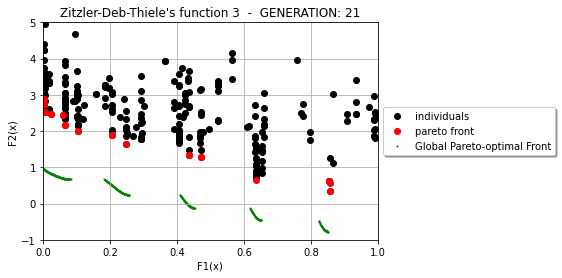 Zitzler-Deb-Thiele's function 3 - GENERATION: 21
5
4
3
2
1
0
−1
F2(x)
0.0 0.2 0.4 0.6 0.8 1.0
F1(x)
individuals
pareto front
Global Pareto-optimal Front